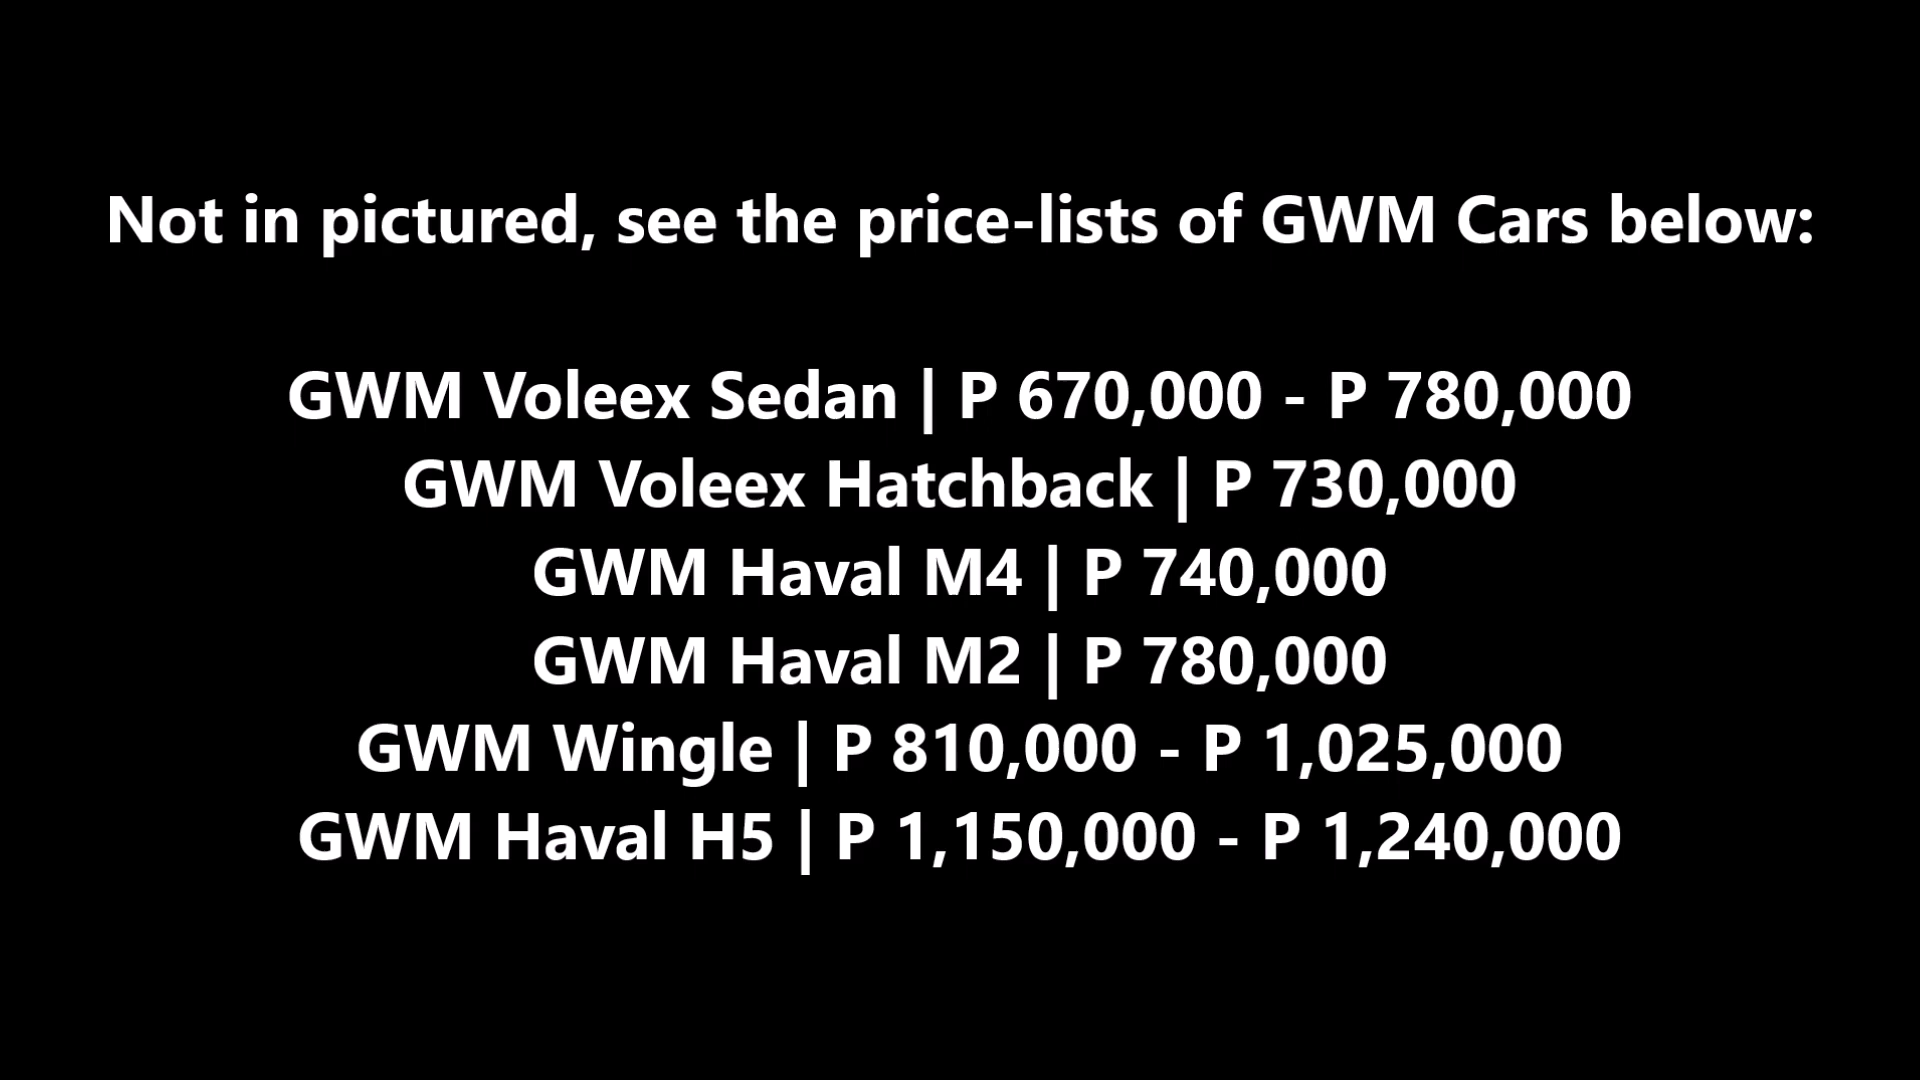 Not in pictured, see the price-lists of GWM Cars below:
GWM Voleex Sedan | P 670,000 - P 780,000
GWM Voleex Hatchback | P 730,000
GWM Haval M4 | P 740,000
GWM Haval M2 | P 780,000
GWM Wingle | P 810,000 - P 1,025,000
GWM Haval H5 | P 1,150,000 - P 1,240,000